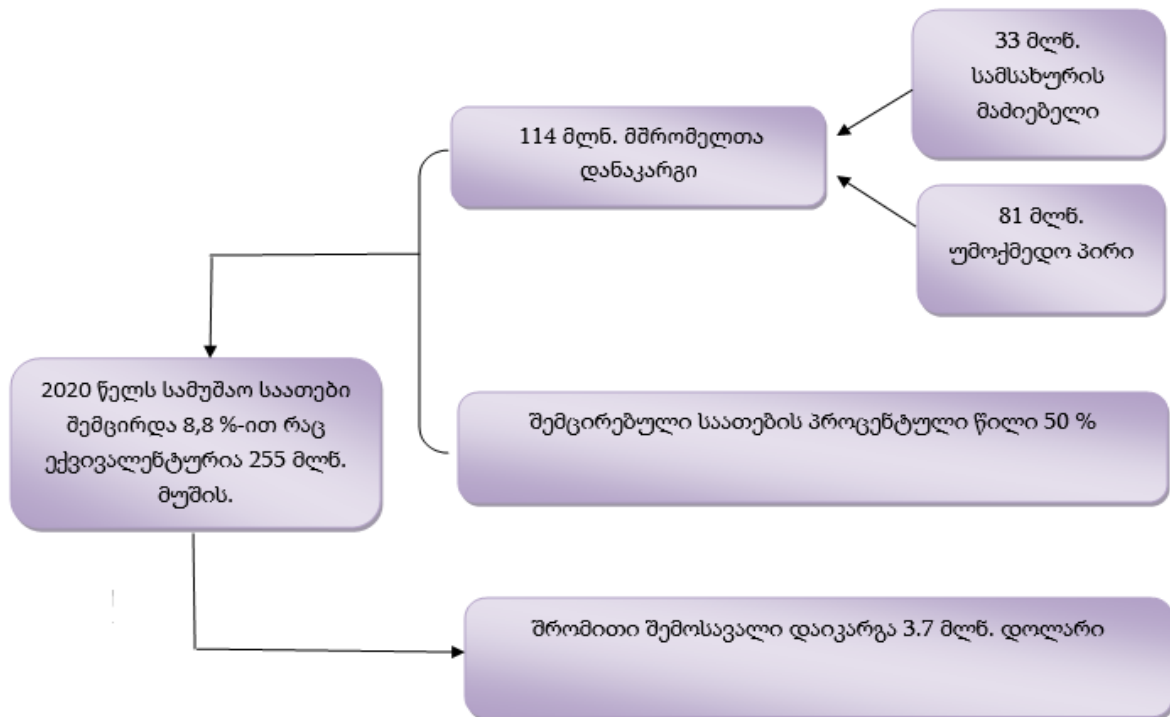 33 მლნ.
სამსახურის
მაძიებელი
114 მლნ. მშრომელთა
დანაკარგი
81 მლნ.
უმოქმედო პირი
2020 წელს სამუშაო საათები
შემცირდა 8,8 %-ით რაც
ექვივალენტურია 255 მლნ.
მუშის.
შემცირებული საათების პროცენტული წილი 50 %
შრომითი შემოსავალი დაიკარგა 3.7 მლნ. დოლარი